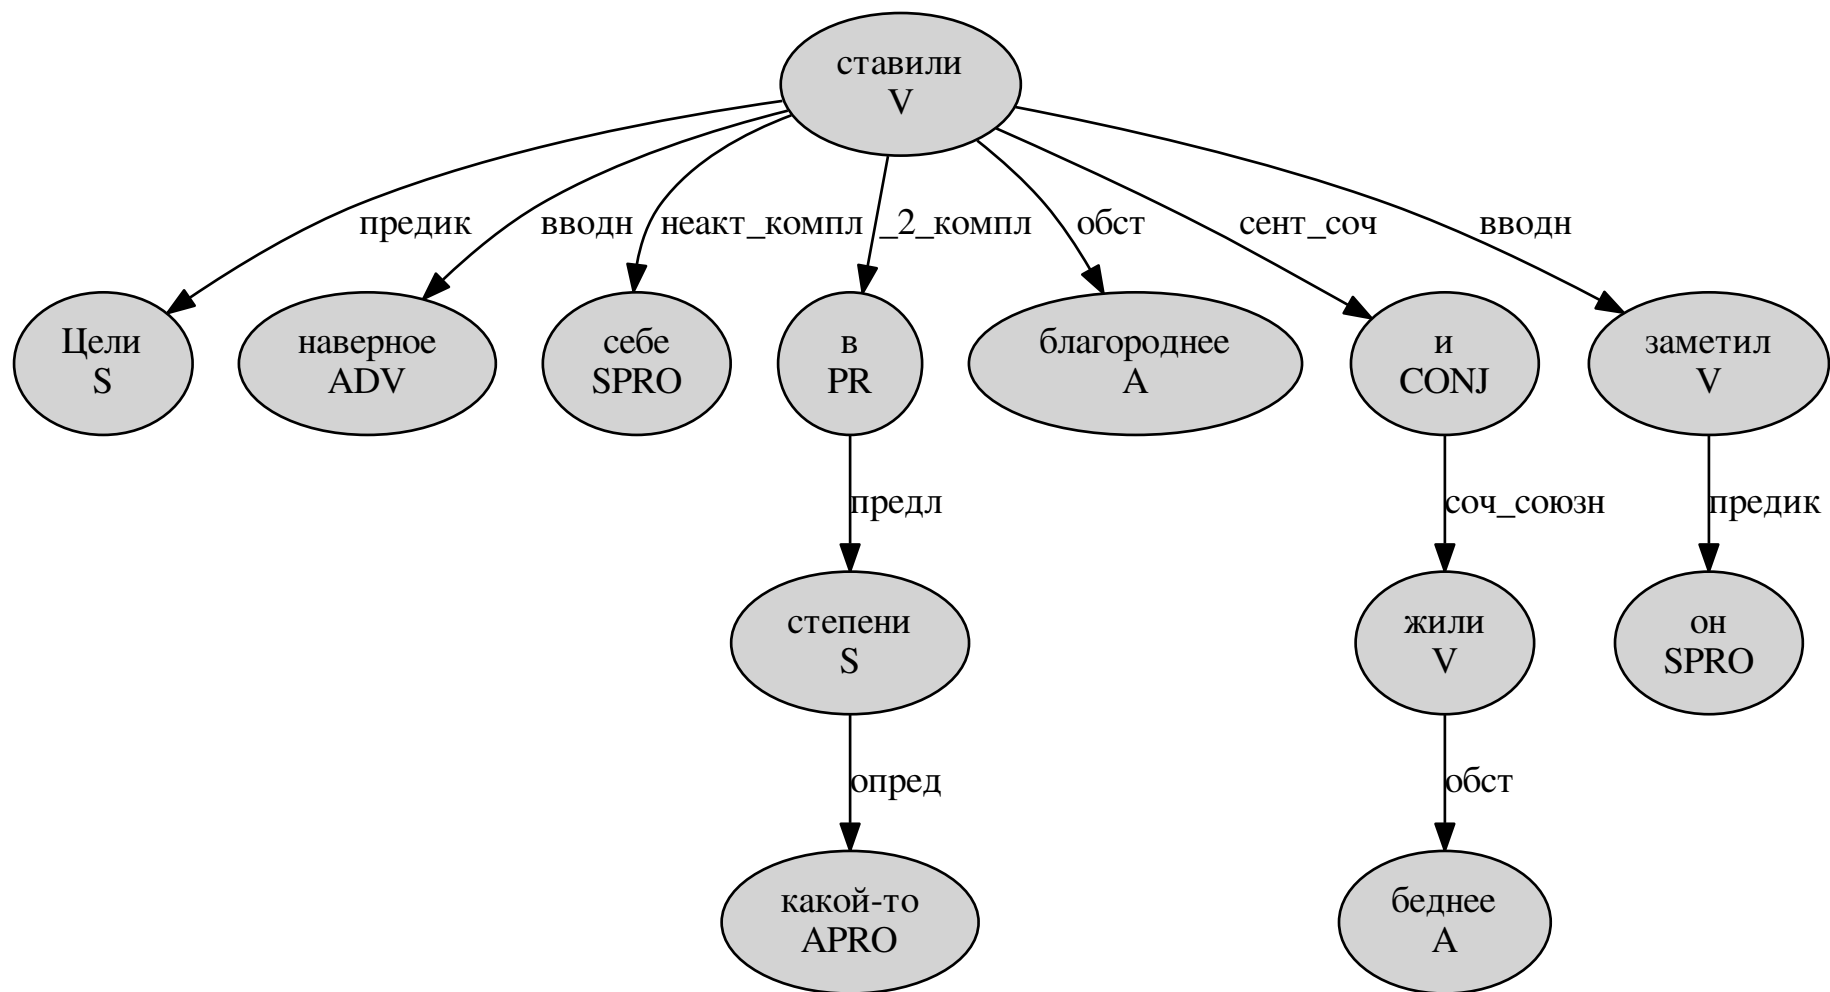 ставили
V
предик
вводн
неакт_компл
_2_компл
обст
сент_соч
вводн
Цели
S
наверное
ADV
себе
SPRO
в
PR
благороднее
A
и
CONJ
заметил
V
предл
соч_союзн
предик
степени
S
жили
V
он
SPRO
опред
обст
какой-то
APRO
беднее
A